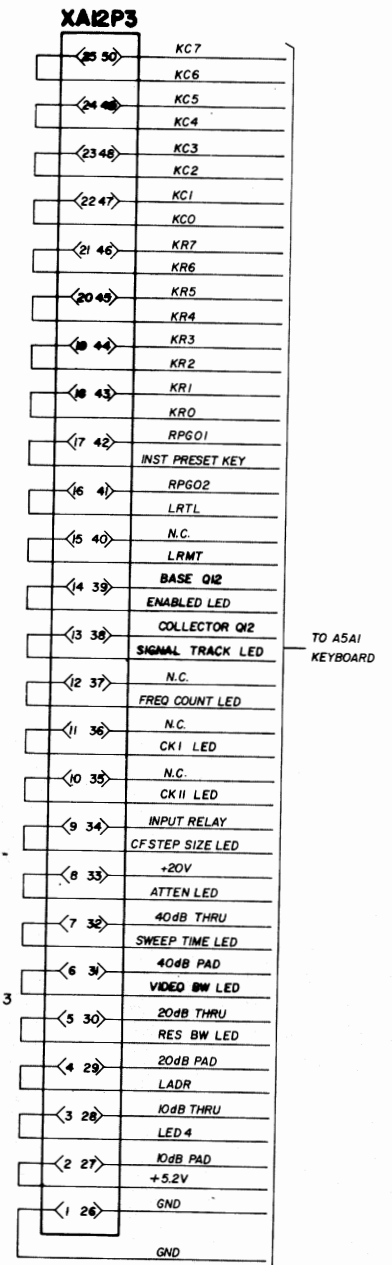 XA12P3
25 50 KC7
KC6
24 49 KC5
KC4
23 48 KC3
KC2
22 47 KC1
KC0
21 46 KR7
KR6
20 45 KR5
KR4
19 44 KR3
KR2
18 43 KR1
KR0
17 42 RPG01
INST PRESET KEY
16 41 RPG02
LRTL
15 40 N.C.
LRMT
14 39 BASE Q12
ENABLED LED
13 38 COLLECTOR Q12
SIGNAL TRACK LED
TO A5A1
KEYBOARD
12 37 N.C.
FREQ COUNT LED
11 36 N.C.
CK I LED
10 35 N.C.
CK II LED
9 34 INPUT RELAY
CF STEP SIZE LED
8 33 +20V
ATTEN LED
7 32 40dB THRU
SWEEP TIME LED
6 31 40dB PAD
VIDEO BW LED
3
5 30 20dB THRU
RES BW LED
4 29 20dB PAD
LADR
3 28 10dB THRU
LED 4
2 27 10dB PAD
+5.2V
1 26 GND
GND